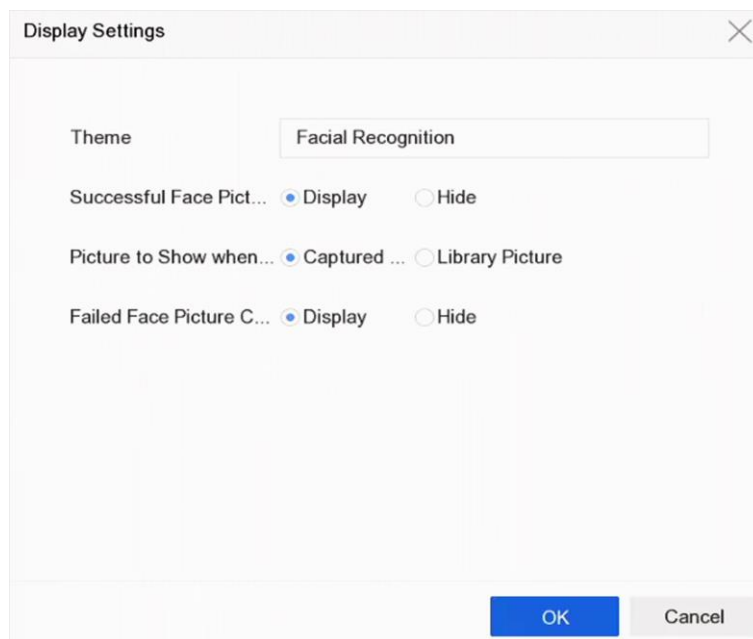 Display Settings
Theme Facial Recognition
Successful Face Pict... Display Hide
Picture to Show when... Captured ... Library Picture
Failed Face Picture C... Display Hide
OK Cancel